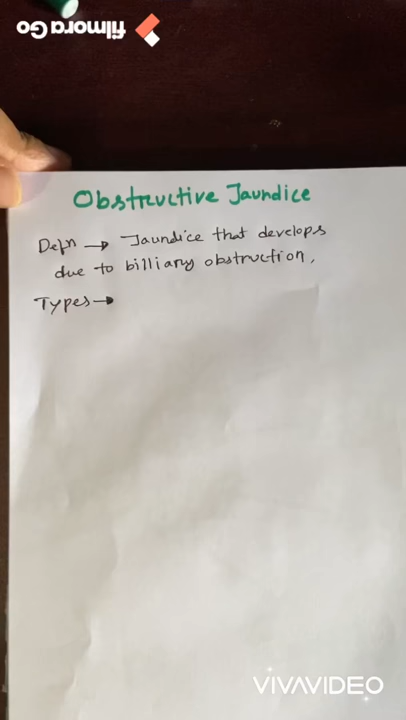 filmora Go
Obstructive Jaundice
Defn → Jaundice that develops
due to billiary obstruction,
Types →
VIVAVIDEO